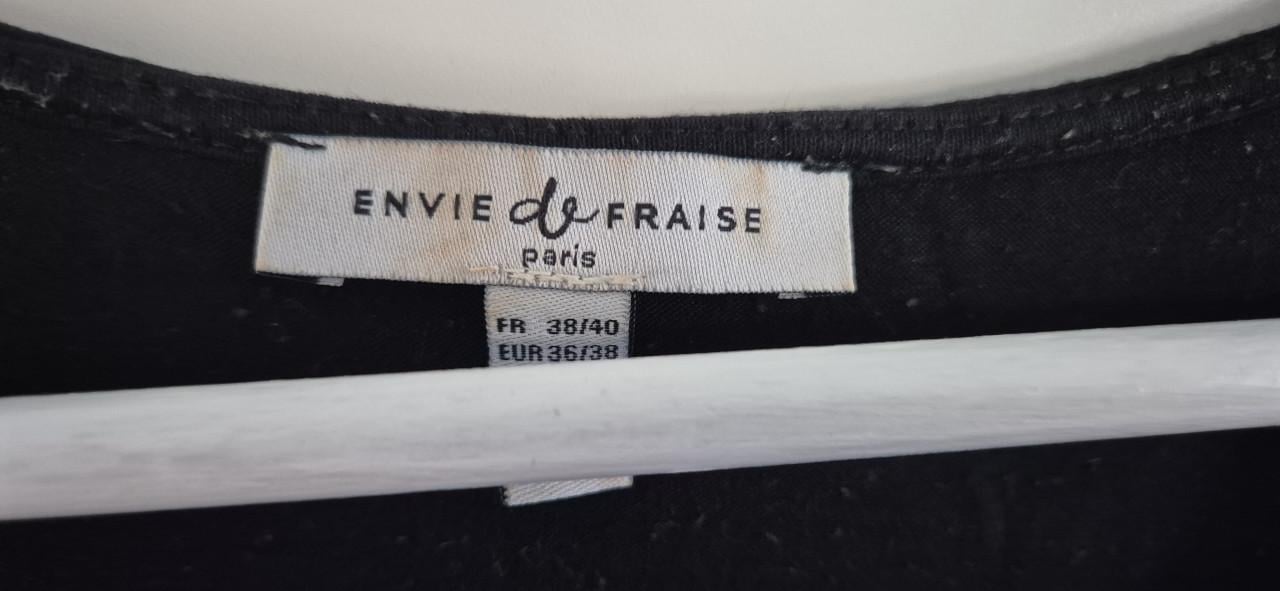 ENVIE de FRAISE
paris
FR 38/40
EUR 36/38